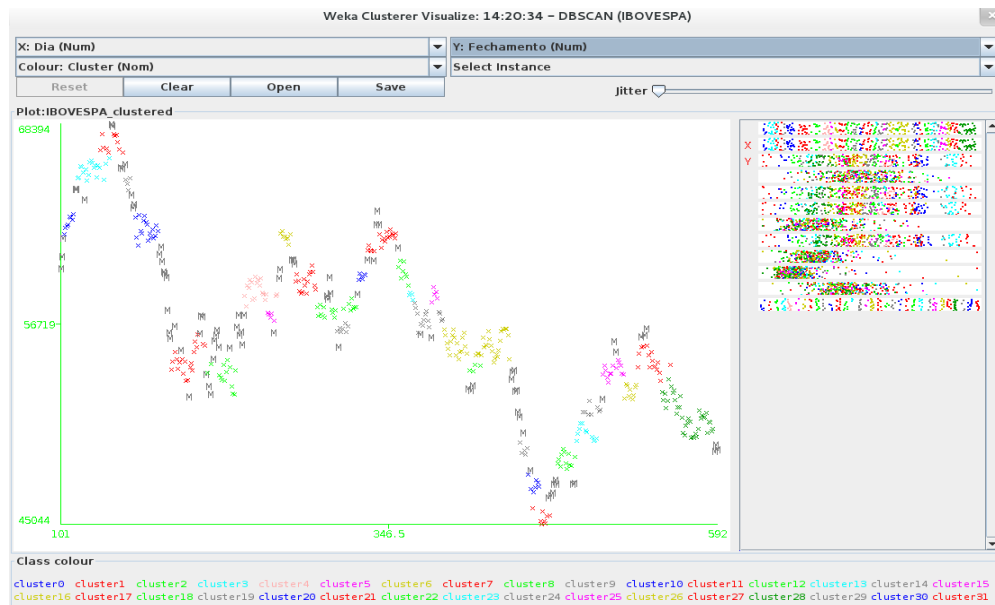 Weka Clusterer Visualize: 14:20:34 – DBSCAN (IBOVESPA)
X: Dia (Num) Y: Fechamento (Num)
Colour: Cluster (Nom) Select Instance
Reset Clear Open Save Jitter
Plot:IBOVESPA_clustered
68394
X
Y
56719
45044
101 346.5 592
Class colour
cluster0 cluster1 cluster2 cluster3 cluster4 cluster5 cluster6 cluster7 cluster8 cluster9 cluster10 cluster11 cluster12 cluster13 cluster14 cluster15
cluster16 cluster17 cluster18 cluster19 cluster20 cluster21 cluster22 cluster23 cluster24 cluster25 cluster26 cluster27 cluster28 cluster29 cluster30 cluster31